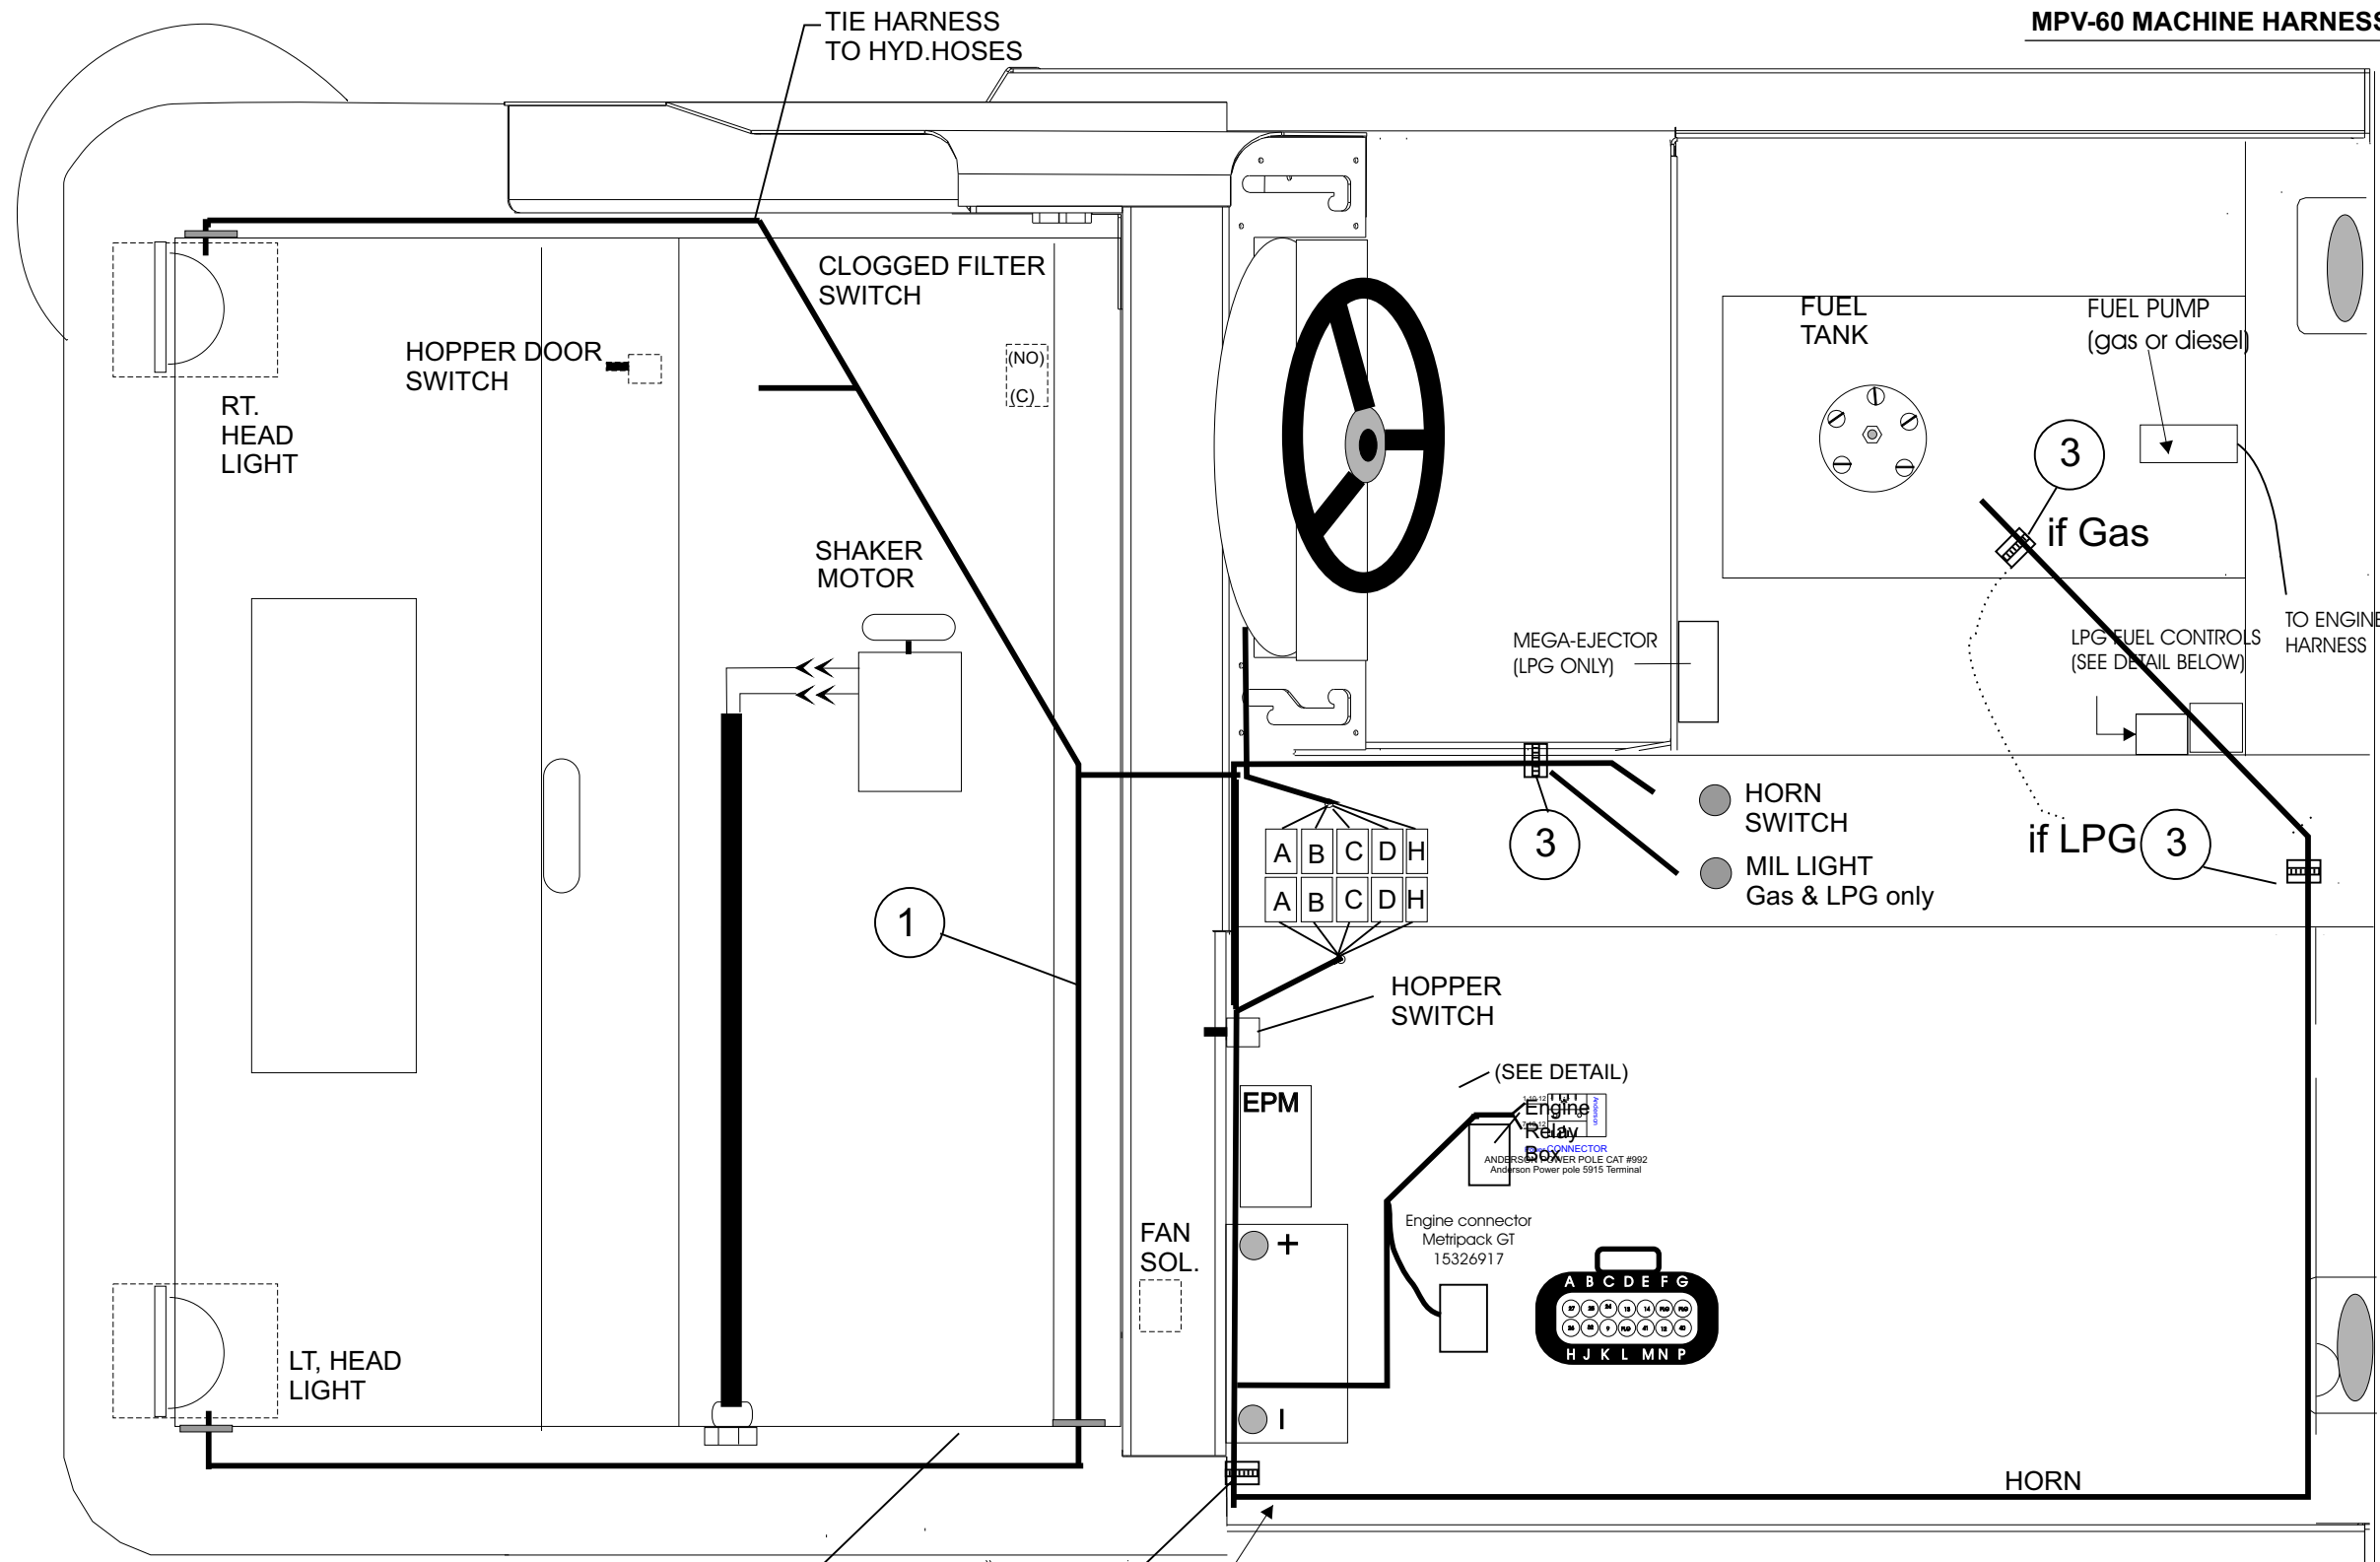 TIE HARNESS
TO HYD.HOSES
MPV-60 MACHINE HARNESS
CLOGGED FILTER
SWITCH
(NO)
(C)
HOPPER DOOR
SWITCH
RT.
HEAD
LIGHT
FUEL
TANK
FUEL PUMP
(gas or diesel)
3
if Gas
SHAKER
MOTOR
MEGA-EJECTOR
(LPG ONLY)
LPG FUEL CONTROLS
(SEE DETAIL BELOW)
TO ENGINE
HARNESS
HORN
SWITCH
3
if LPG
3
A B C D H
A B C D H
MIL LIGHT
Gas & LPG only
1
HOPPER
SWITCH
(SEE DETAIL)
EPM
Engine
Relay
Box
Anderson
CONNECTOR
ANDERSON POWER POLE CAT #992
Anderson Power pole 5915 Terminal
FAN
SOL.
+
Engine connector
Metripack GT
15326917
A B C D E F G
H J K L M N P
LT, HEAD
LIGHT
I
HORN